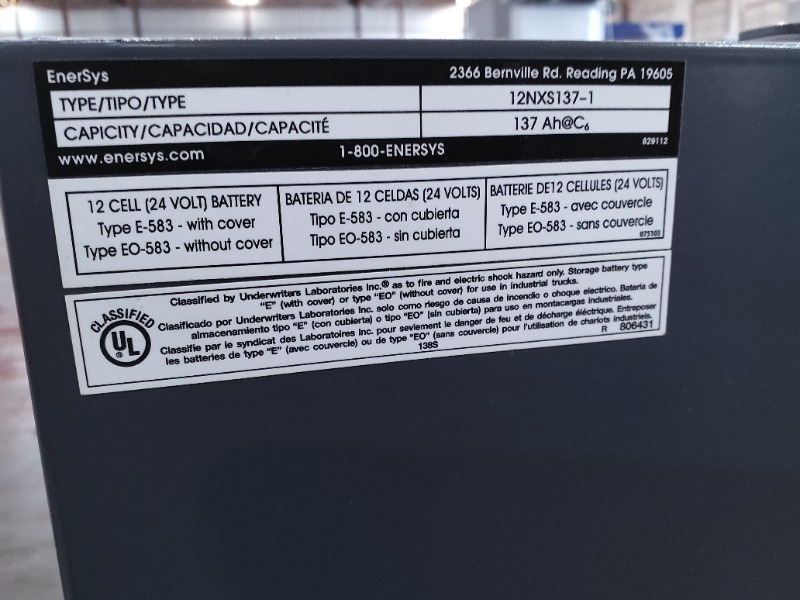 EnerSys 2366 Bernville Rd. Reading PA 19605
TYPE/TIPO/TYPE 12NXS137-1
CAPICITY/CAPACIDAD/CAPACITÉ 137 Ah@C6
829112
www.enersys.com 1-800-ENERSYS
12 CELL (24 VOLT) BATTERY
Type E-583 - with cover
Type EO-583 - without cover
BATERIA DE 12 CELDAS (24 VOLTS)
Tipo E-583 - con cubierta
Tipo EO-583 - sin cubierta
BATTERIE DE12 CELLULES (24 VOLTS)
Type E-583 - avec couvercle
Type EO-583 - sans couvercle
075103
CLASSIFIED
UL ®
Classified by Underwriters Laboratories Inc.® as to fire and electric shock hazard only. Storage battery type
"E" (with cover) or type "EO" (without cover) for use in industrial trucks.
Clasificado por Underwriters Laboratories Inc. solo como riesgo de causa de incendio o choque electrico. Bateria de
almacenamiento tipo "E" (con cubierta) o tipo "EO" (sin cubierta) para uso en montacargas industriales.
Classifie par le syndicat des Laboratoires Inc. pour sevlement le danger de feu et de décharge éléctrique. Entreposer
les batteries de type "E" (avec couvercle) ou de type "EO" (sans couvercle) pour l'utilisation de chariots industriels.
138S R 806431